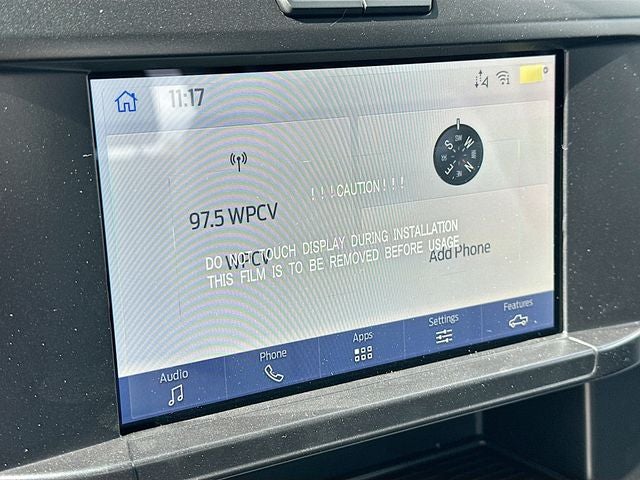 11:17
97.5 WPCV
WPCV
!!!CAUTION!!!
DO NOT TOUCH DISPLAY DURING INSTALLATION
THIS FILM IS TO BE REMOVED BEFORE USAGE
Add Phone
Audio
Phone
Apps
Settings
Features